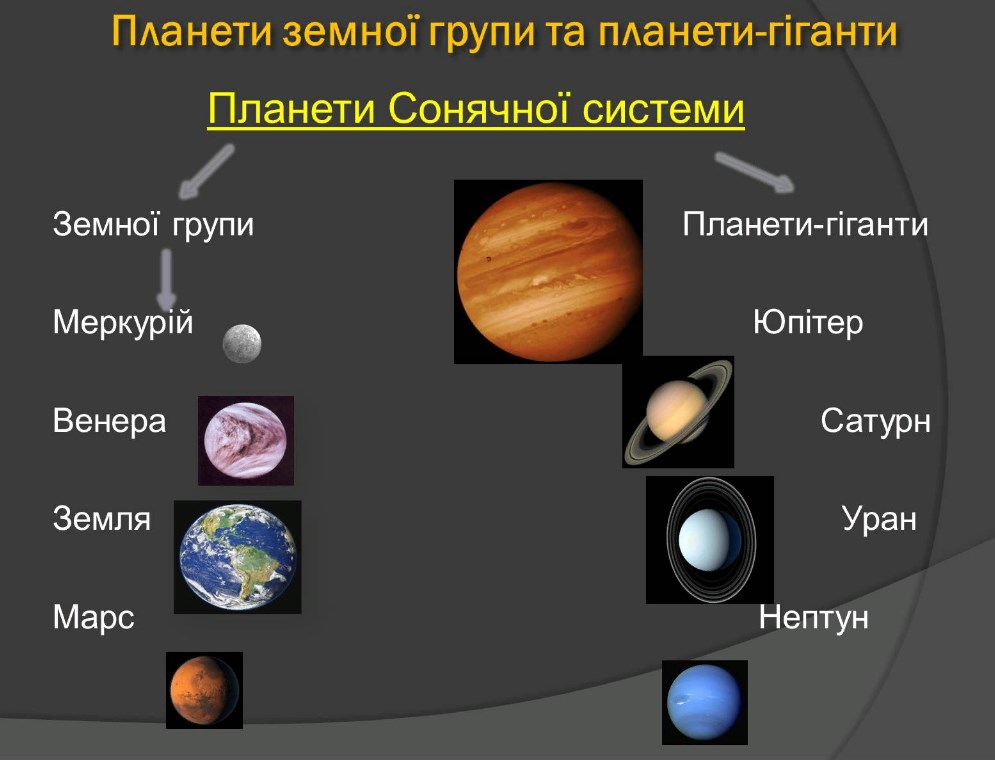 Планети земної групи та планети-гіганти
Планети Сонячної системи
Земної групи
Планети-гіганти
Меркурій
Юпітер
Венера
Сатурн
Земля
Уран
Марс
Нептун